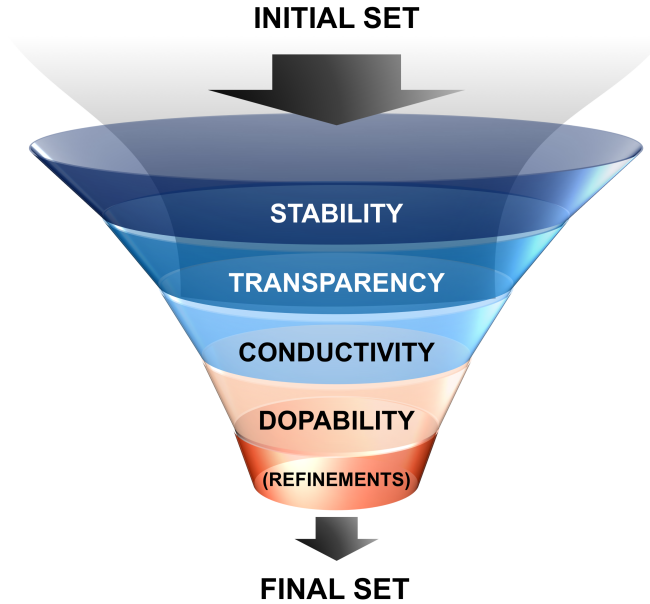 INITIAL SET
STABILITY
TRANSPARENCY
CONDUCTIVITY
DOPABILITY
(REFINEMENTS)
FINAL SET